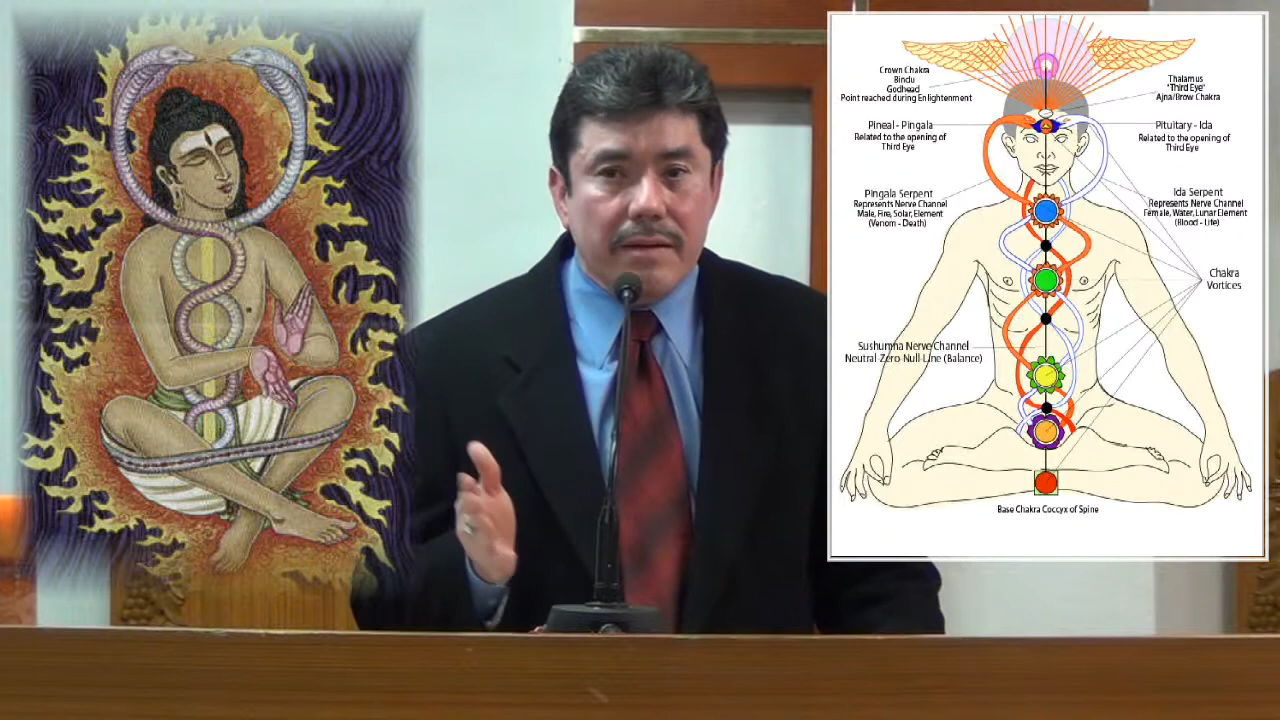 Crown Chakra
Bindu
Godhead
Point reached during Enlightenment
Thalamus
"Third Eye"
Ajna/Brow Chakra
Pineal - Pingala
Related to the opening of
Third Eye
Pituitary - Ida
Related to the opening of
Third Eye
Pingala Serpent
Represents Nerve Channel
Male, Fire, Solar, Element
(Venom - Death)
Ida Serpent
Represents Nerve Channel
Female, Water, Lunar Element
(Blood - Life)
Chakra
Vortices
Sushumna Nerve Channel
Neutral-Zero-Null-Line (Balance)
Base Chakra Coccyx of Spine